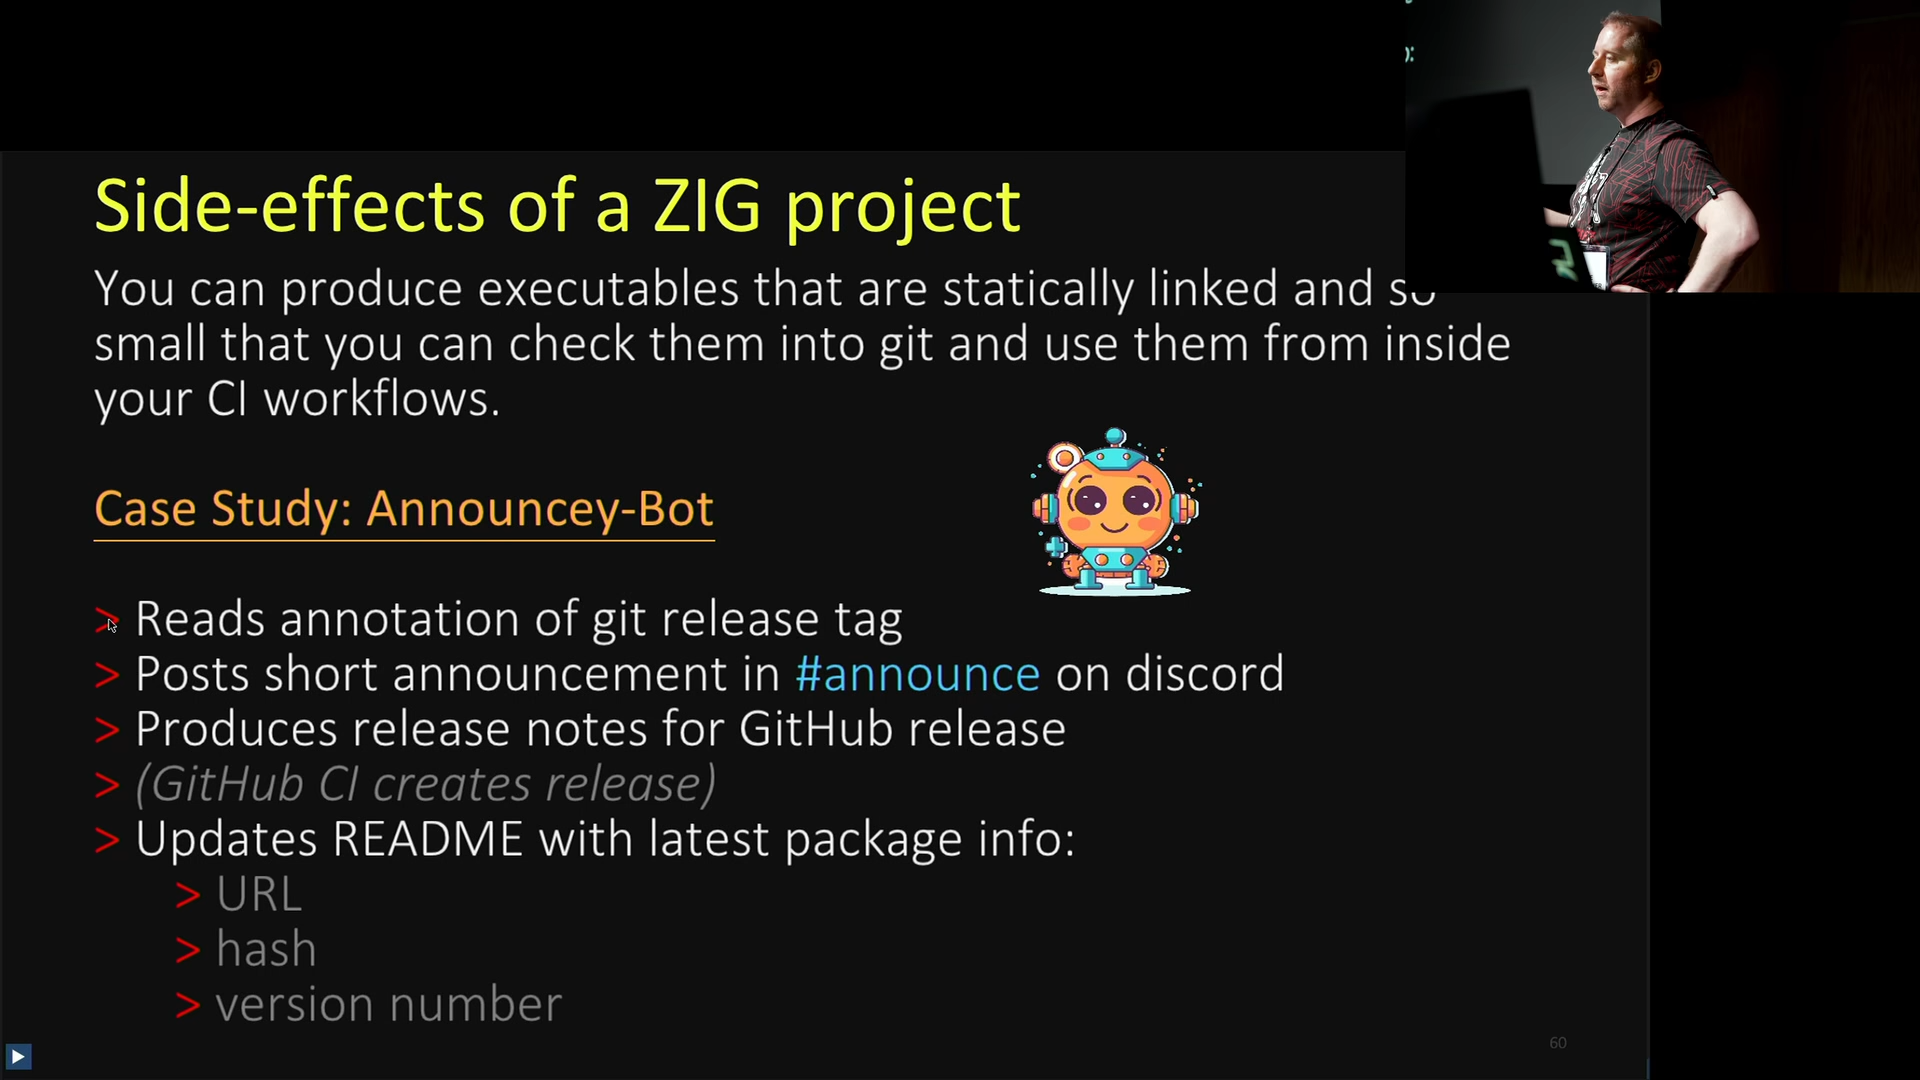 Side-effects of a ZIG project
You can produce executables that are statically linked and so
small that you can check them into git and use them from inside
your CI workflows.
Case Study: Announcey-Bot
> Reads annotation of git release tag
> Posts short announcement in #announce on discord
> Produces release notes for GitHub release
> (GitHub CI creates release)
> Updates README with latest package info:
> URL
> hash
> version number
60